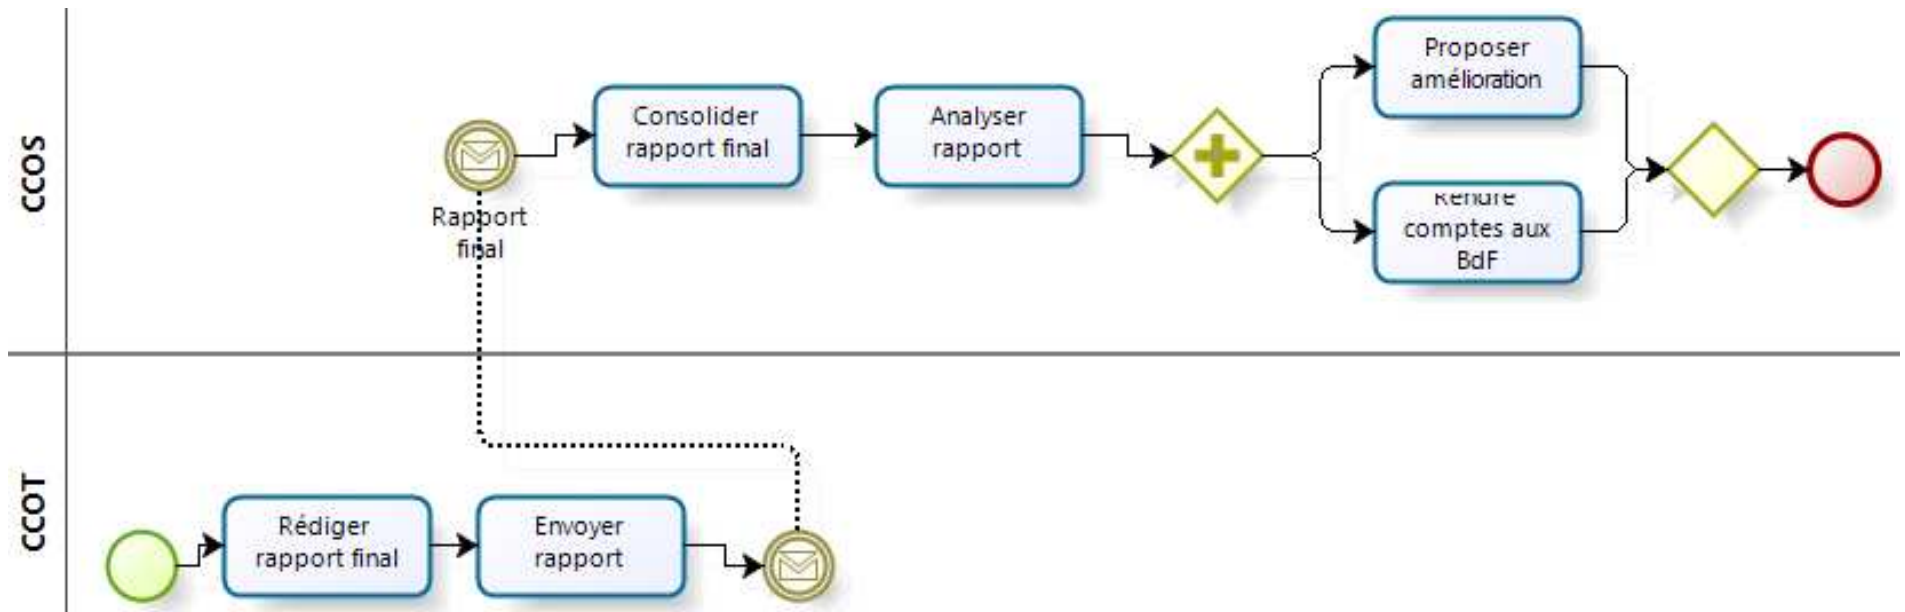 CCOS
Rapport
final
Consolider
rapport final
Analyser
rapport
Proposer
amélioration
Rendre
comptes aux
BdF
CCOT
Rédiger
rapport final
Envoyer
rapport